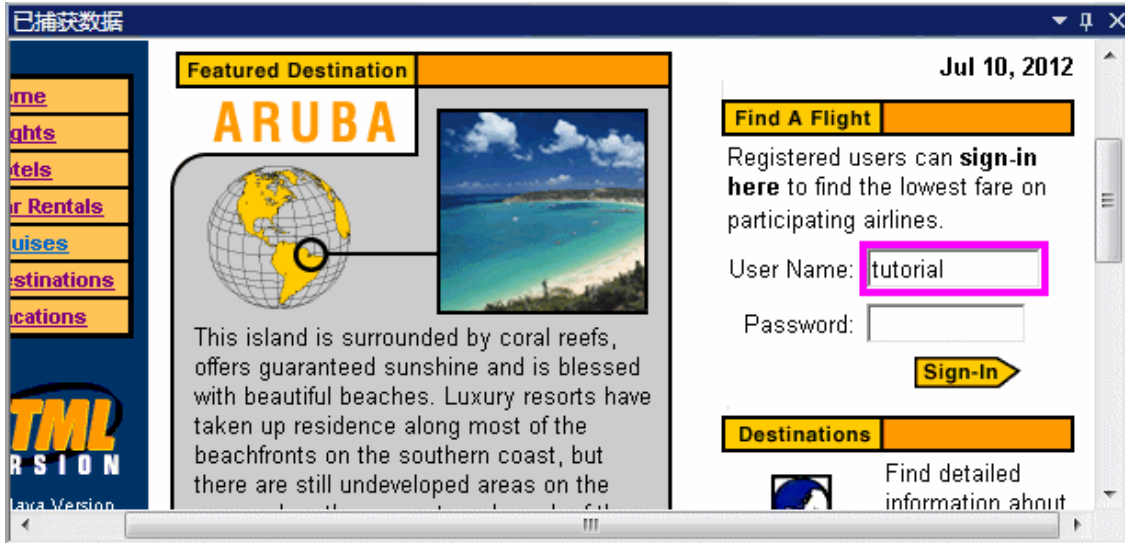 已捕获数据
ome
ghts
tels
r Rentals
uises
estinations
cations
TML
RSION
Java Version
Featured Destination
ARUBA
This island is surrounded by coral reefs,
offers guaranteed sunshine and is blessed
with beautiful beaches. Luxury resorts have
taken up residence along most of the
beachfronts on the southern coast, but
there are still undeveloped areas on the
Jul 10, 2012
Find A Flight
Registered users can sign-in
here to find the lowest fare on
participating airlines.
User Name: tutorial
Password:
Sign-In
Destinations
Find detailed
information about